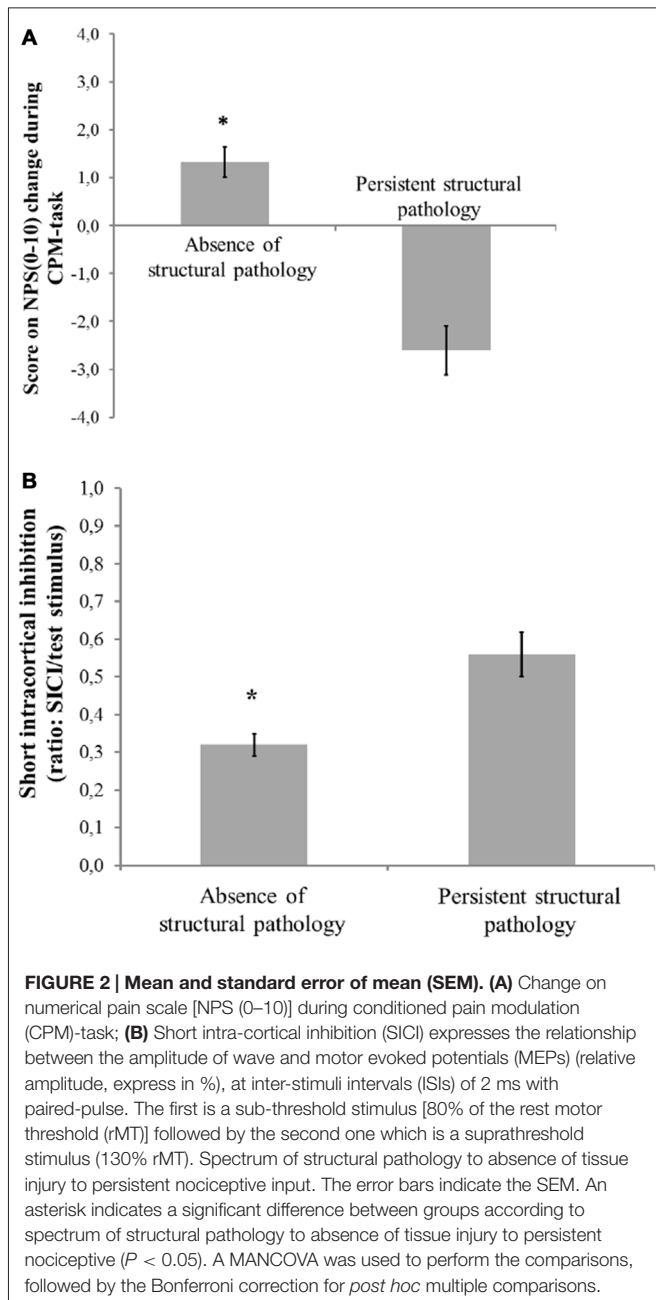 A
Score on NPS(0-10) change during
CPM-task
4,0
3,0
2,0
1,0
0,0
-1,0
-2,0
-3,0
-4,0
*
Absence of
structural pathology
Persistent structural
pathology
B
Short intracortical inhibition
(ratio: SICI/test stimulus)
1,0
0,9
0,8
0,7
0,6
0,5
0,4
0,3
0,2
0,1
0,0
*
Absence of
structural pathology
Persistent structural
pathology
FIGURE 2 | Mean and standard error of mean (SEM). (A) Change on
numerical pain scale [NPS (0–10)] during conditioned pain modulation
(CPM)-task; (B) Short intra-cortical inhibition (SICI) expresses the relationship
between the amplitude of wave and motor evoked potentials (MEPs) (relative
amplitude, express in %), at inter-stimuli intervals (ISIs) of 2 ms with
paired-pulse. The first is a sub-threshold stimulus [80% of the rest motor
threshold (rMT)] followed by the second one which is a suprathreshold
stimulus (130% rMT). Spectrum of structural pathology to absence of tissue
injury to persistent nociceptive input. The error bars indicate the SEM. An
asterisk indicates a significant difference between groups according to
spectrum of structural pathology to absence of tissue injury to persistent
nociceptive (P < 0.05). A MANCOVA was used to perform the comparisons,
followed by the Bonferroni correction for post hoc multiple comparisons.